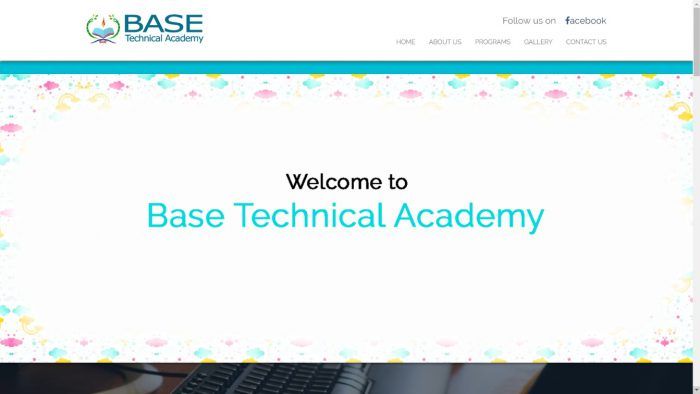 BASE
Technical Academy
Follow us on facebook
HOME ABOUT US PROGRAMS GALLERY CONTACT US
Welcome to
Base Technical Academy